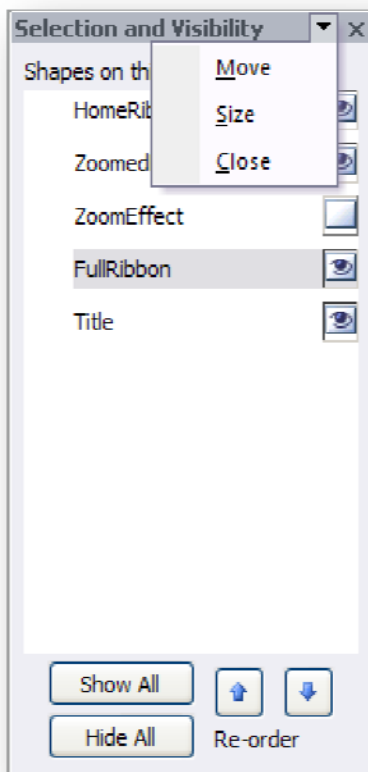 Selection and Visibility
Shapes on th
Move
Size
Close
HomeRib
Zoomed
ZoomEffect
FullRibbon
Title
Show All
Hide All
Re-order